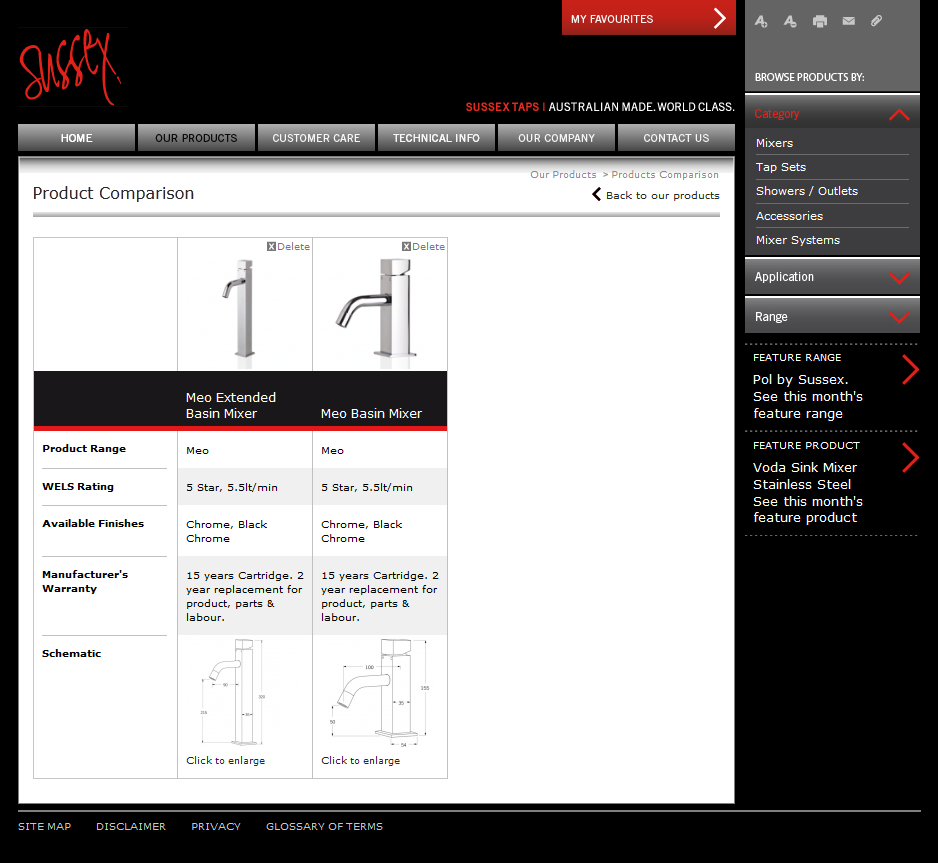 MY FAVOURITES
Sussex
SUSSEX TAPS | AUSTRALIAN MADE. WORLD CLASS.
HOME
OUR PRODUCTS
CUSTOMER CARE
TECHNICAL INFO
OUR COMPANY
CONTACT US
Our Products > Products Comparison
Product Comparison
Back to our products
Delete
Delete
Meo Extended
Basin Mixer
Meo Basin Mixer
Product Range
Meo
Meo
WELS Rating
5 Star, 5.5lt/min
5 Star, 5.5lt/min
Available Finishes
Chrome, Black
Chrome
Chrome, Black
Chrome
Manufacturer's
Warranty
15 years Cartridge. 2
year replacement for
product, parts &
labour.
15 years Cartridge. 2
year replacement for
product, parts &
labour.
Schematic
35
50
54
Click to enlarge
Click to enlarge
BROWSE PRODUCTS BY:
Category
Mixers
Tap Sets
Showers / Outlets
Accessories
Mixer Systems
Application
Range
FEATURE RANGE
Pol by Sussex.
See this month's
feature range
FEATURE PRODUCT
Voda Sink Mixer
Stainless Steel
See this month's
feature product
SITE MAP
DISCLAIMER
PRIVACY
GLOSSARY OF TERMS